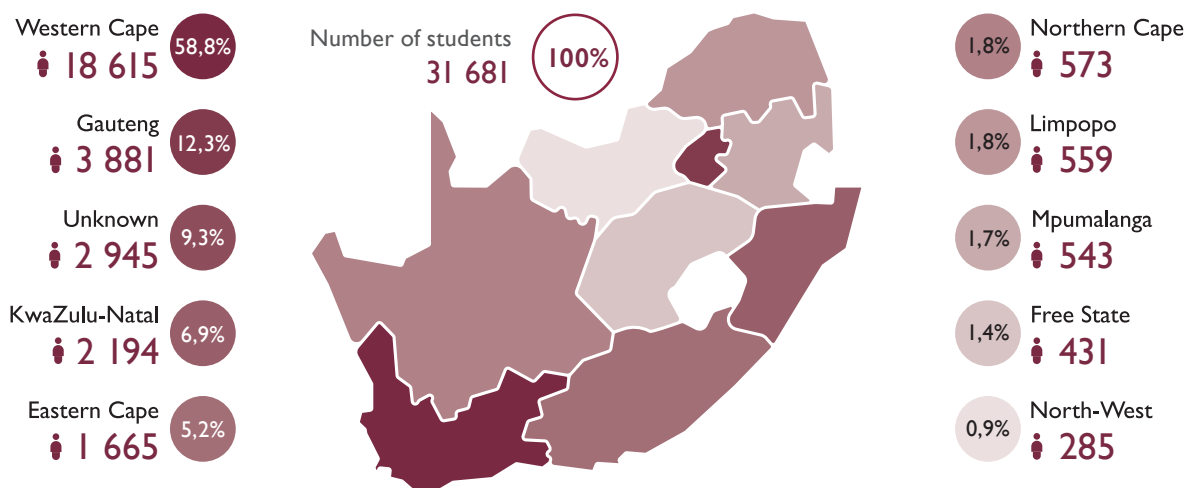 Western Cape
18 615
58,8%
Gauteng
3 881
12,3%
Unknown
2 945
9,3%
KwaZulu-Natal
2 194
6,9%
Eastern Cape
1 665
5,2%
Number of students
31 681
100%
Northern Cape
1,8%
573
Limpopo
1,8%
559
Mpumalanga
1,7%
543
Free State
1,4%
431
North-West
0,9%
285